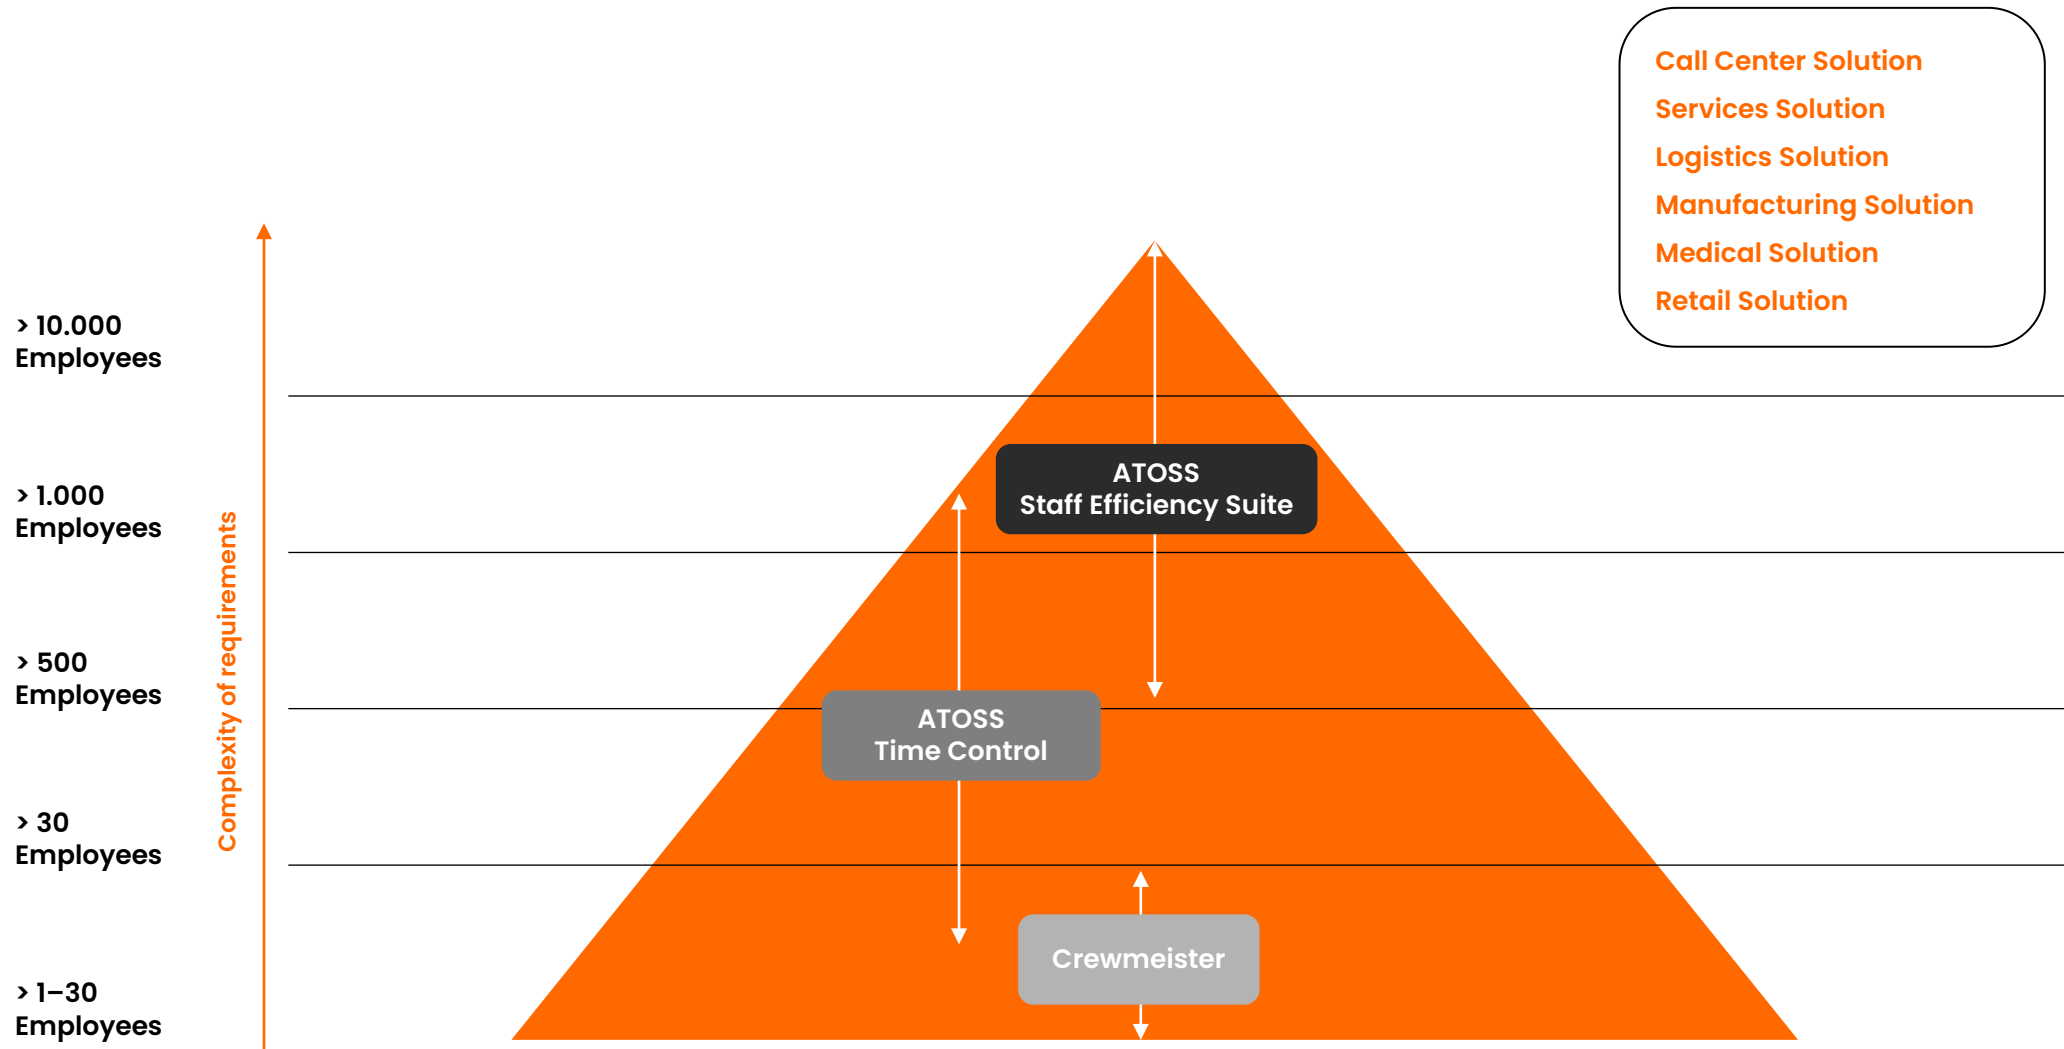 Call Center Solution
Services Solution
Logistics Solution
Manufacturing Solution
Medical Solution
Retail Solution
> 10.000
Employees
> 1.000
Employees
> 500
Employees
> 30
Employees
> 1–30
Employees
Complexity of requirements
ATOSS
Staff Efficiency Suite
ATOSS
Time Control
Crewmeister